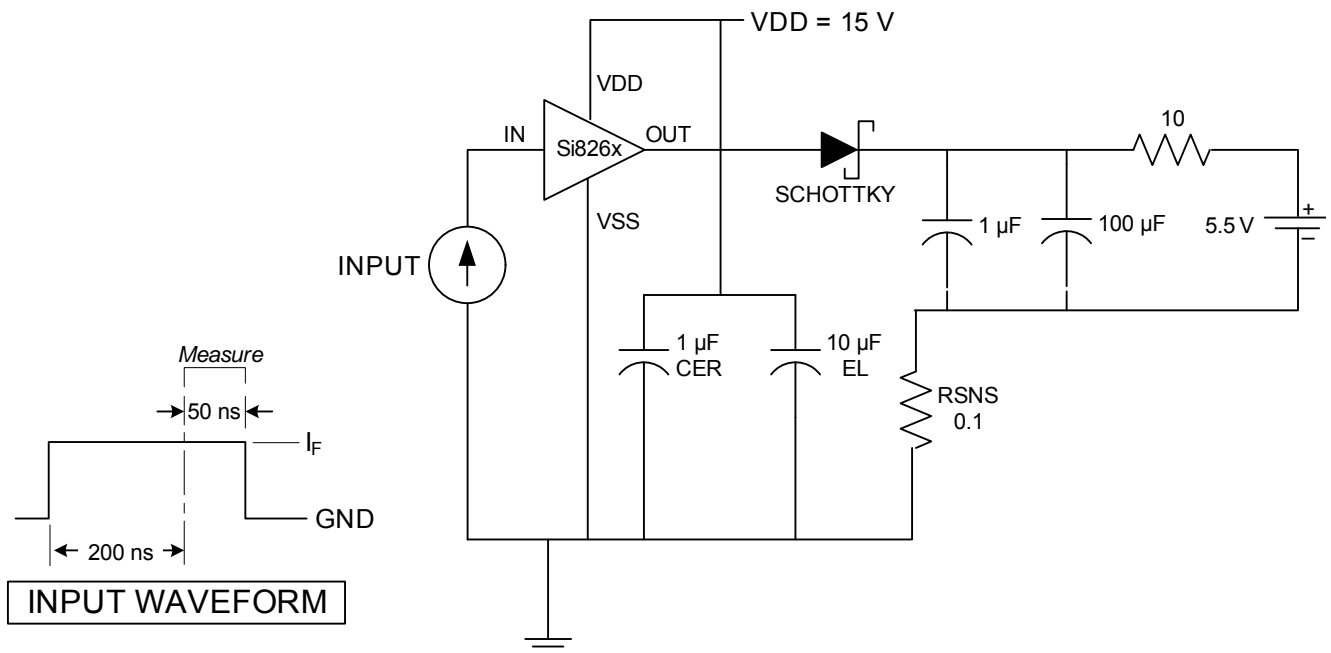 VDD = 15 V
VDD
IN
Si826x
OUT
SCHOTTKY
10
VSS
1 µF
100 µF
5.5 V
+
–
INPUT
1 µF
CER
10 µF
EL
RSNS
0.1
Measure
50 ns
IF
GND
200 ns
INPUT WAVEFORM